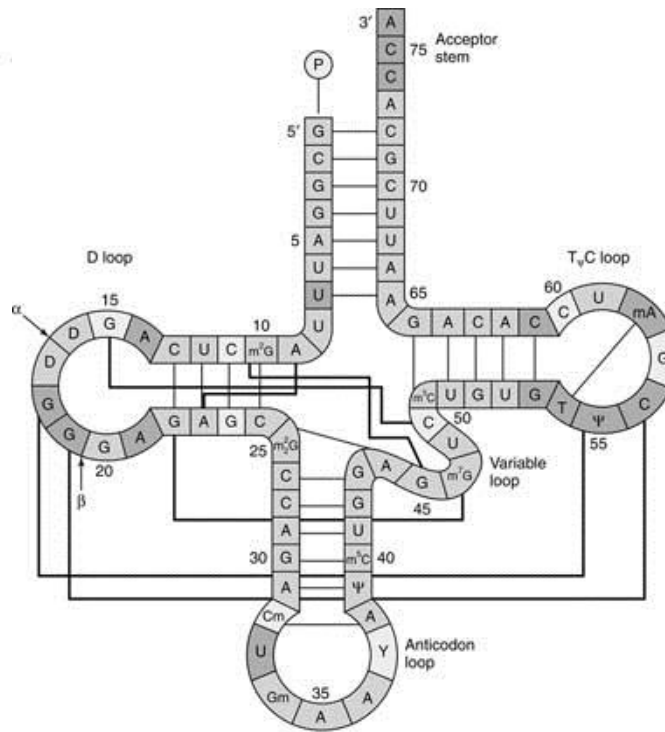 3′ A
C 75 Acceptor
C stem
P
A
5′ G C
C G
G C 70
G U
5 A U
U A
D loop U A 65 TψC loop
α D 15 G A C U C 10 m²G A U
G A C A C C 60 U mA G C
D G G A G A G C 25
m⁵C U G U G T Ψ 55
G 20
β
m²₂G C U 50 m⁷G Variable
loop
C G A G 45
C G
A U
30 G m⁵C 40
A Ψ
Cm A
U Y Anticodon
loop
Gm A 35 A